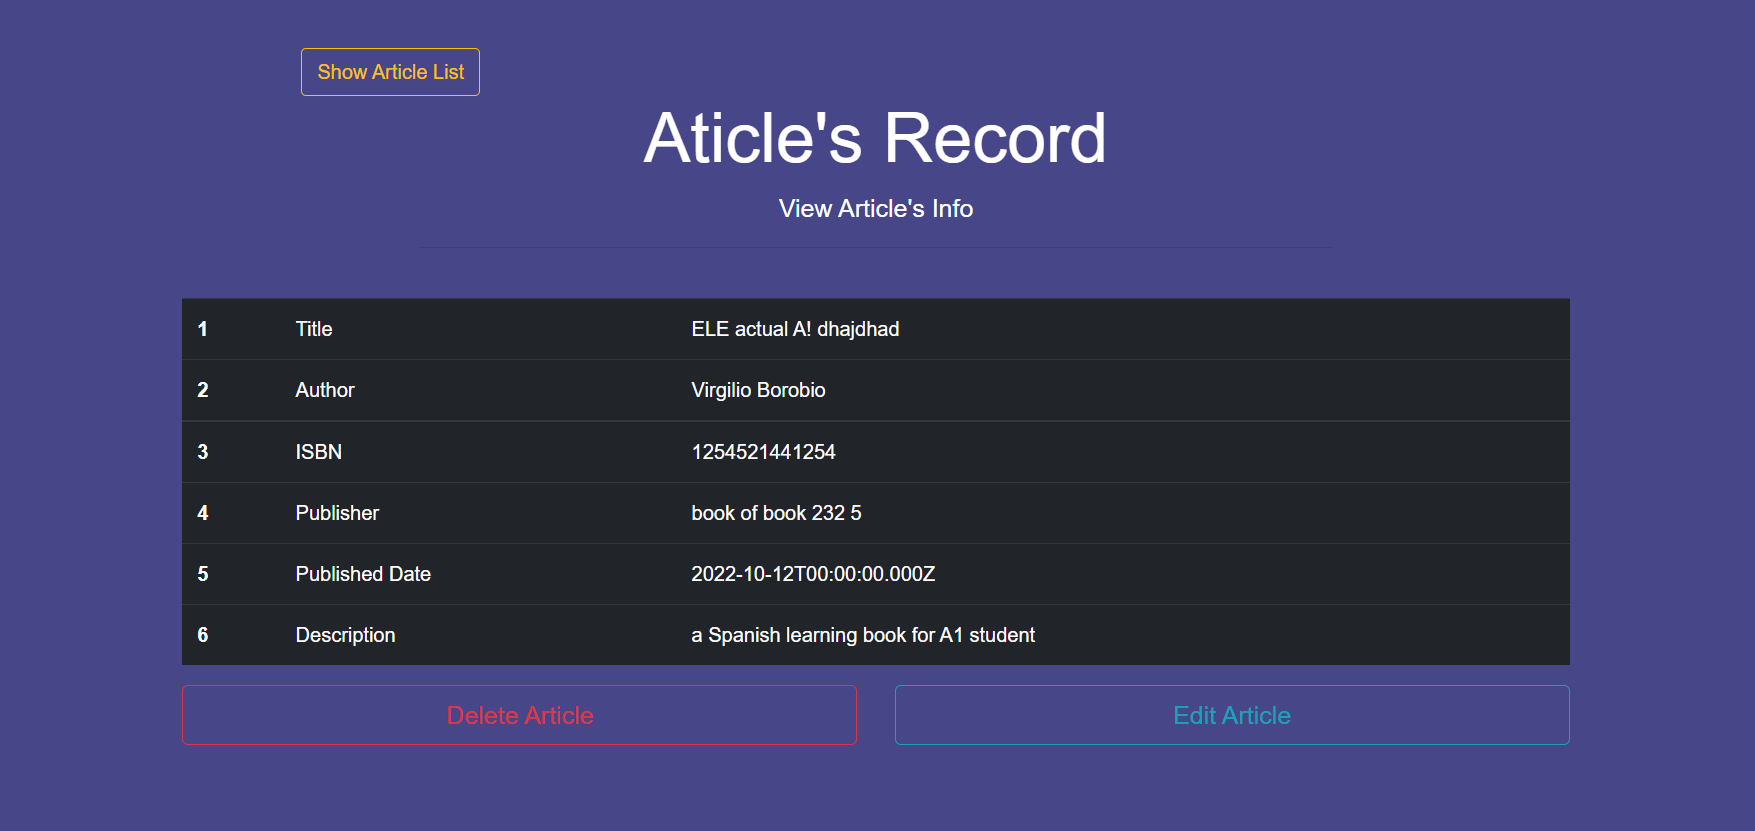 Show Article List
Aticle's Record
View Article's Info
1 Title ELE actual A! dhajdhad
2 Author Virgilio Borobio
3 ISBN 1254521441254
4 Publisher book of book 232 5
5 Published Date 2022-10-12T00:00:00.000Z
6 Description a Spanish learning book for A1 student
Delete Article Edit Article